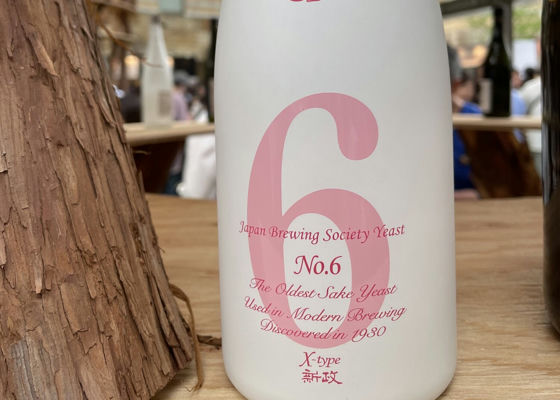 6
Japan Brewing Society Yeast
No.6
The Oldest Sake Yeast
Used in Modern Brewing
Discovered in 1930
X-type
新政